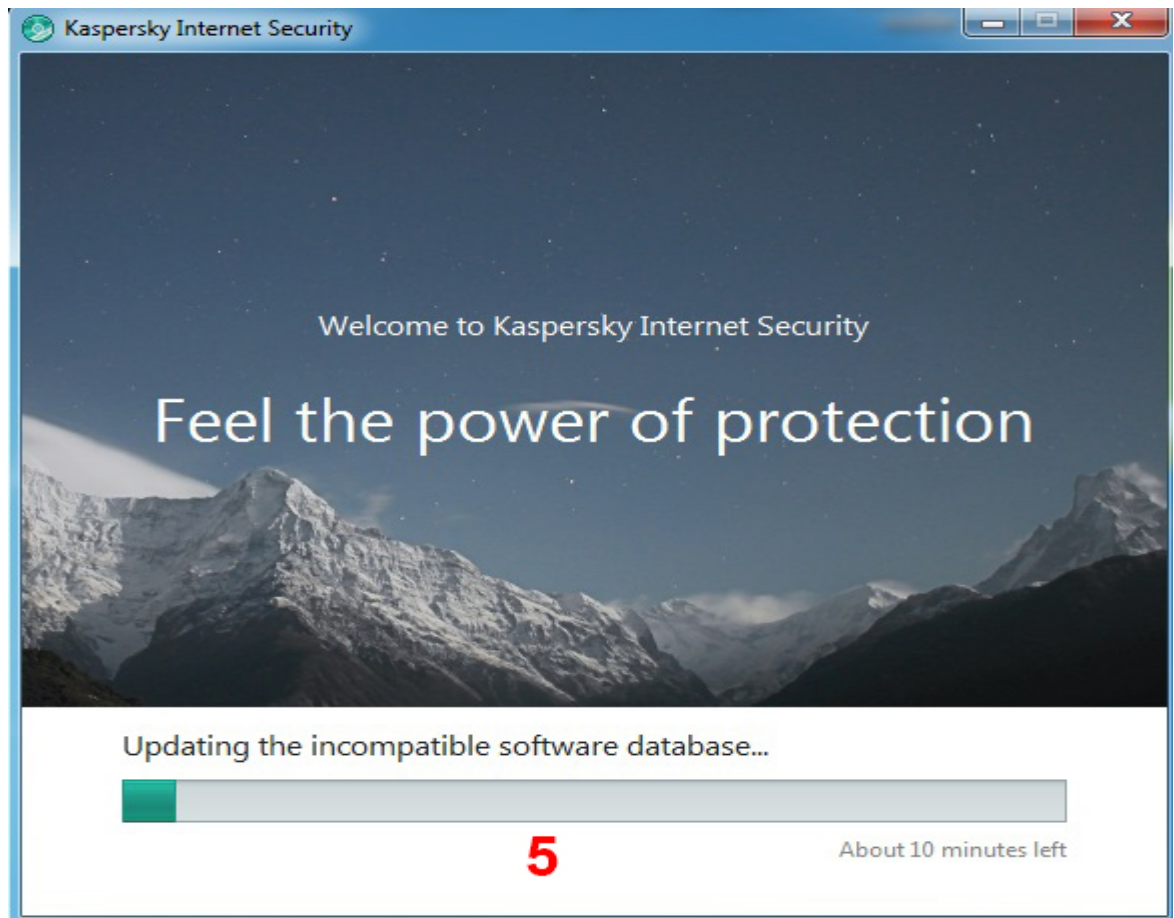 Kaspersky Internet Security
Welcome to Kaspersky Internet Security
Feel the power of protection
Updating the incompatible software database...
5
About 10 minutes left